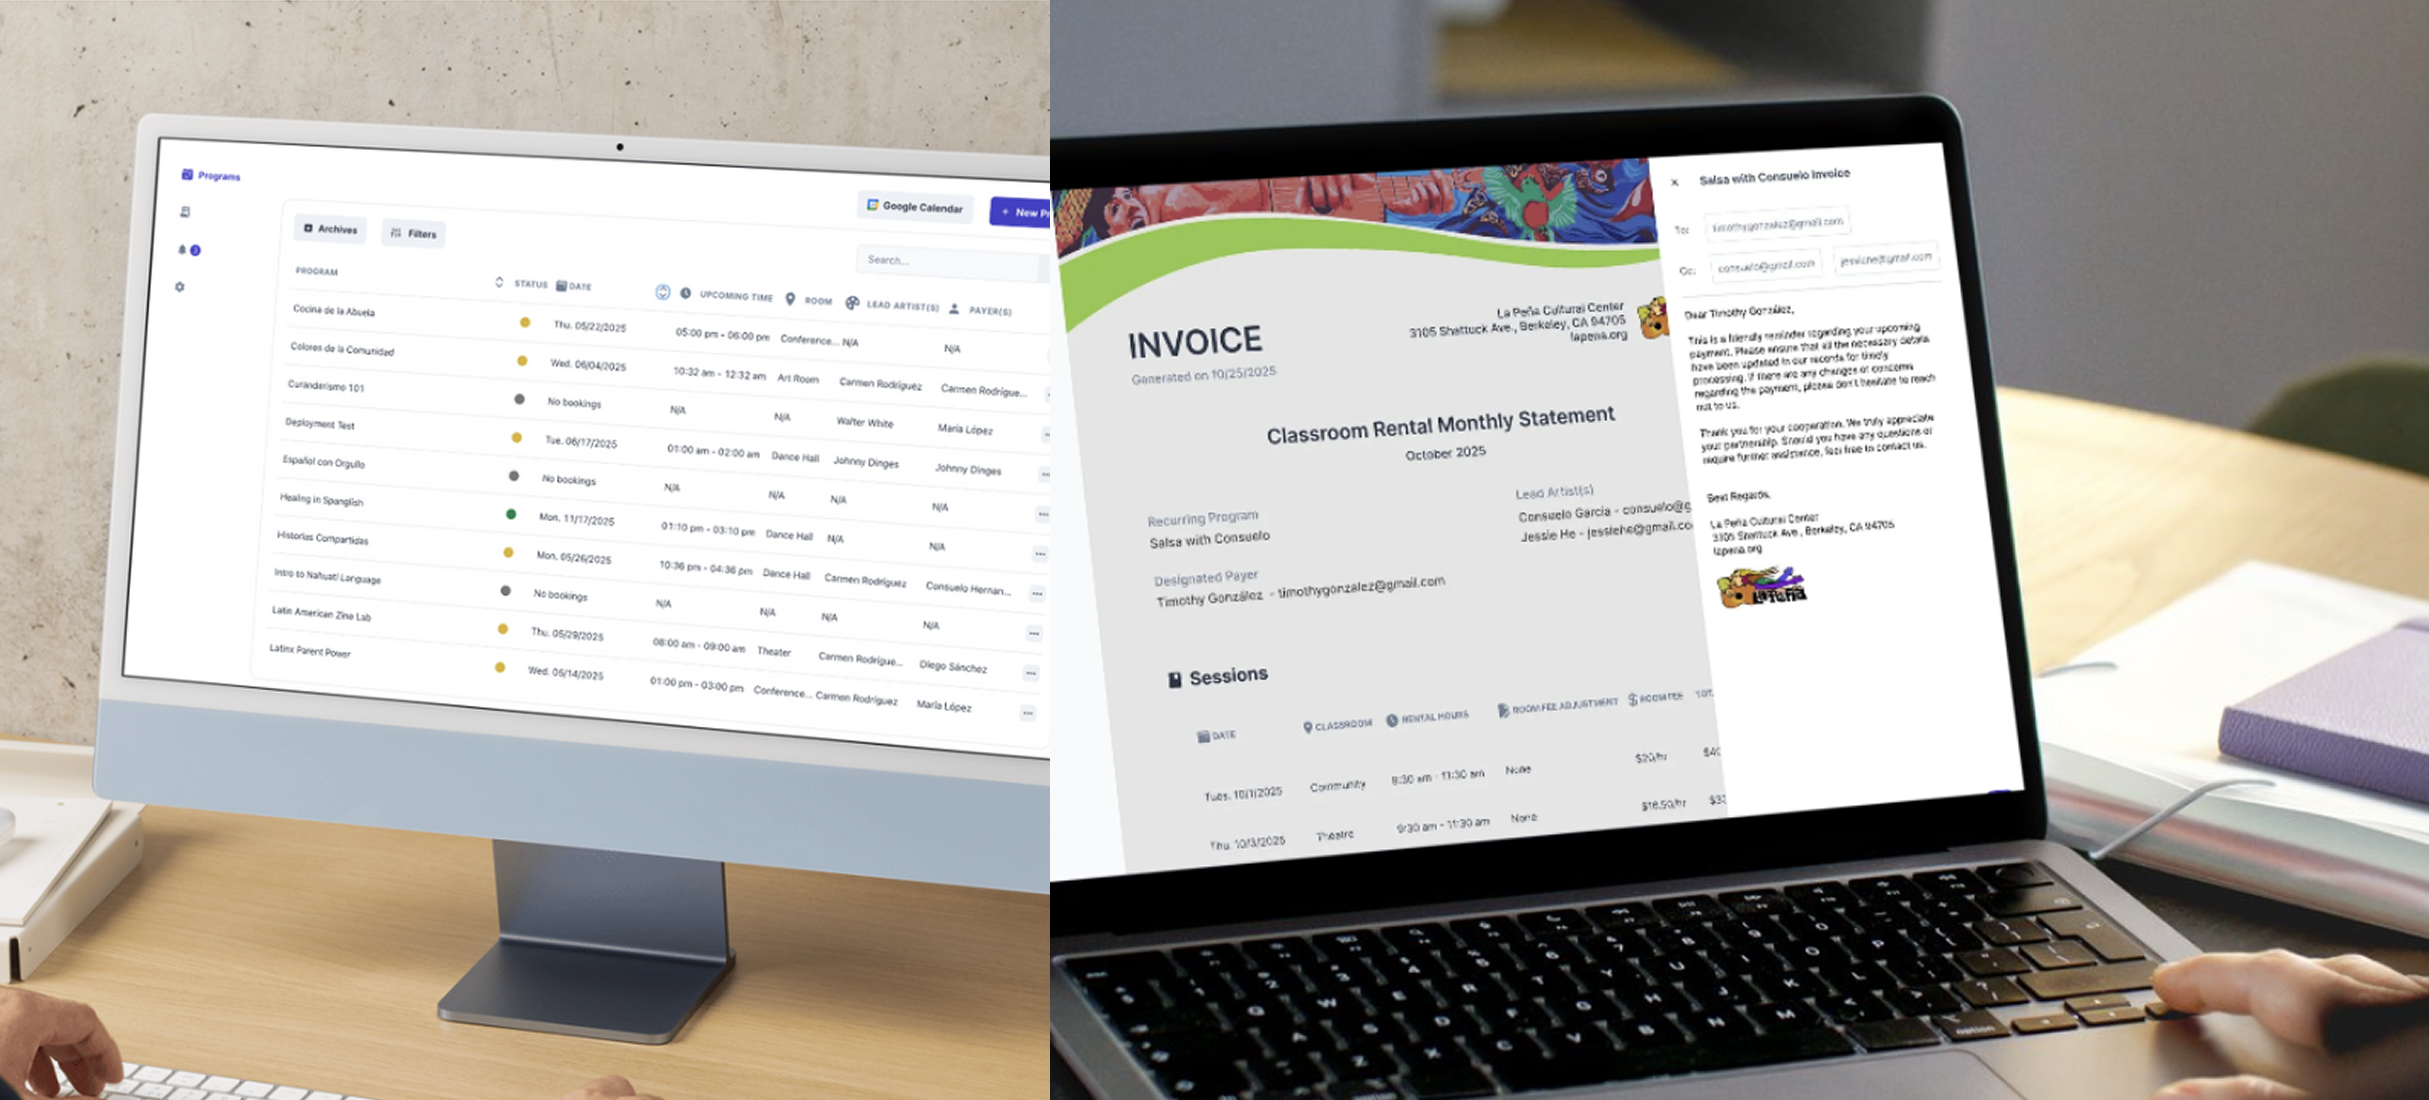 Programs
Google Calendar
+ New Pr
Archives
Filters
Search...
PROGRAM STATUS DATE UPCOMING TIME ROOM LEAD ARTIST(S) PAYER(S)
Cocina de la Abuela Thu. 05/22/2025 05:00 pm - 06:00 pm Conference... N/A N/A
Colores de la Comunidad Wed. 06/04/2025 10:32 am - 12:32 am Art Room Carmen Rodríguez Carmen Rodrígue...
Curanderismo 101 No bookings N/A N/A Walter White María López
Deployment Test Tue. 06/17/2025 01:00 am - 02:00 am Dance Hall Johnny Dinges Johnny Dinges
Español con Orgullo No bookings N/A N/A N/A N/A
Healing in Spanglish Mon. 11/17/2025 01:10 pm - 03:10 pm Dance Hall N/A N/A
Historias Compartidas Mon. 05/26/2025 10:36 pm - 04:36 pm Dance Hall Carmen Rodríguez Consuelo Hernan...
Intro to Nahuatl Language No bookings N/A N/A N/A N/A
Latin American Zine Lab Thu. 05/29/2025 08:00 am - 09:00 am Theater Carmen Rodrígue... Diego Sánchez
Latinx Parent Power Wed. 05/14/2025 01:00 pm - 03:00 pm Conference... Carmen Rodríguez María López
INVOICE
Generated on 10/25/2025
La Peña Cultural Center
3105 Shattuck Ave., Berkeley, CA 94705
lapena.org
Classroom Rental Monthly Statement
October 2025
Recurring Program
Salsa with Consuelo
Lead Artist(s)
Consuelo Garcia - consuelo@g
Jessie He - jessiehe@gmail.co
Designated Payer
Timothy González - timothygonzalez@gmail.com
Sessions
DATE CLASSROOM RENTAL HOURS ROOM FEE ADJUSTMENT ROOM FEE TOT
Tues. 10/1/2025 Community 9:30 am - 11:30 am None $20/hr $40
Thu. 10/3/2025 Theatre 9:30 am - 11:30 am None $16.50/hr $33
Salsa with Consuelo Invoice
To: timothygonzalez@gmail.com
Cc: consuelo@gmail.com jessiehe@gmail.com
Dear Timothy González,
This is a friendly reminder regarding your upcoming
payment. Please ensure that all the necessary details
have been updated in our records for timely
processing. If there are any changes or concerns
regarding the payment, please don't hesitate to reach
out to us.
Thank you for your cooperation. We truly appreciate
your partnership. Should you have any questions or
require further assistance, feel free to contact us.
Best Regards,
La Peña Cultural Center
3105 Shattuck Ave., Berkeley, CA 94705
lapena.org
La Peña